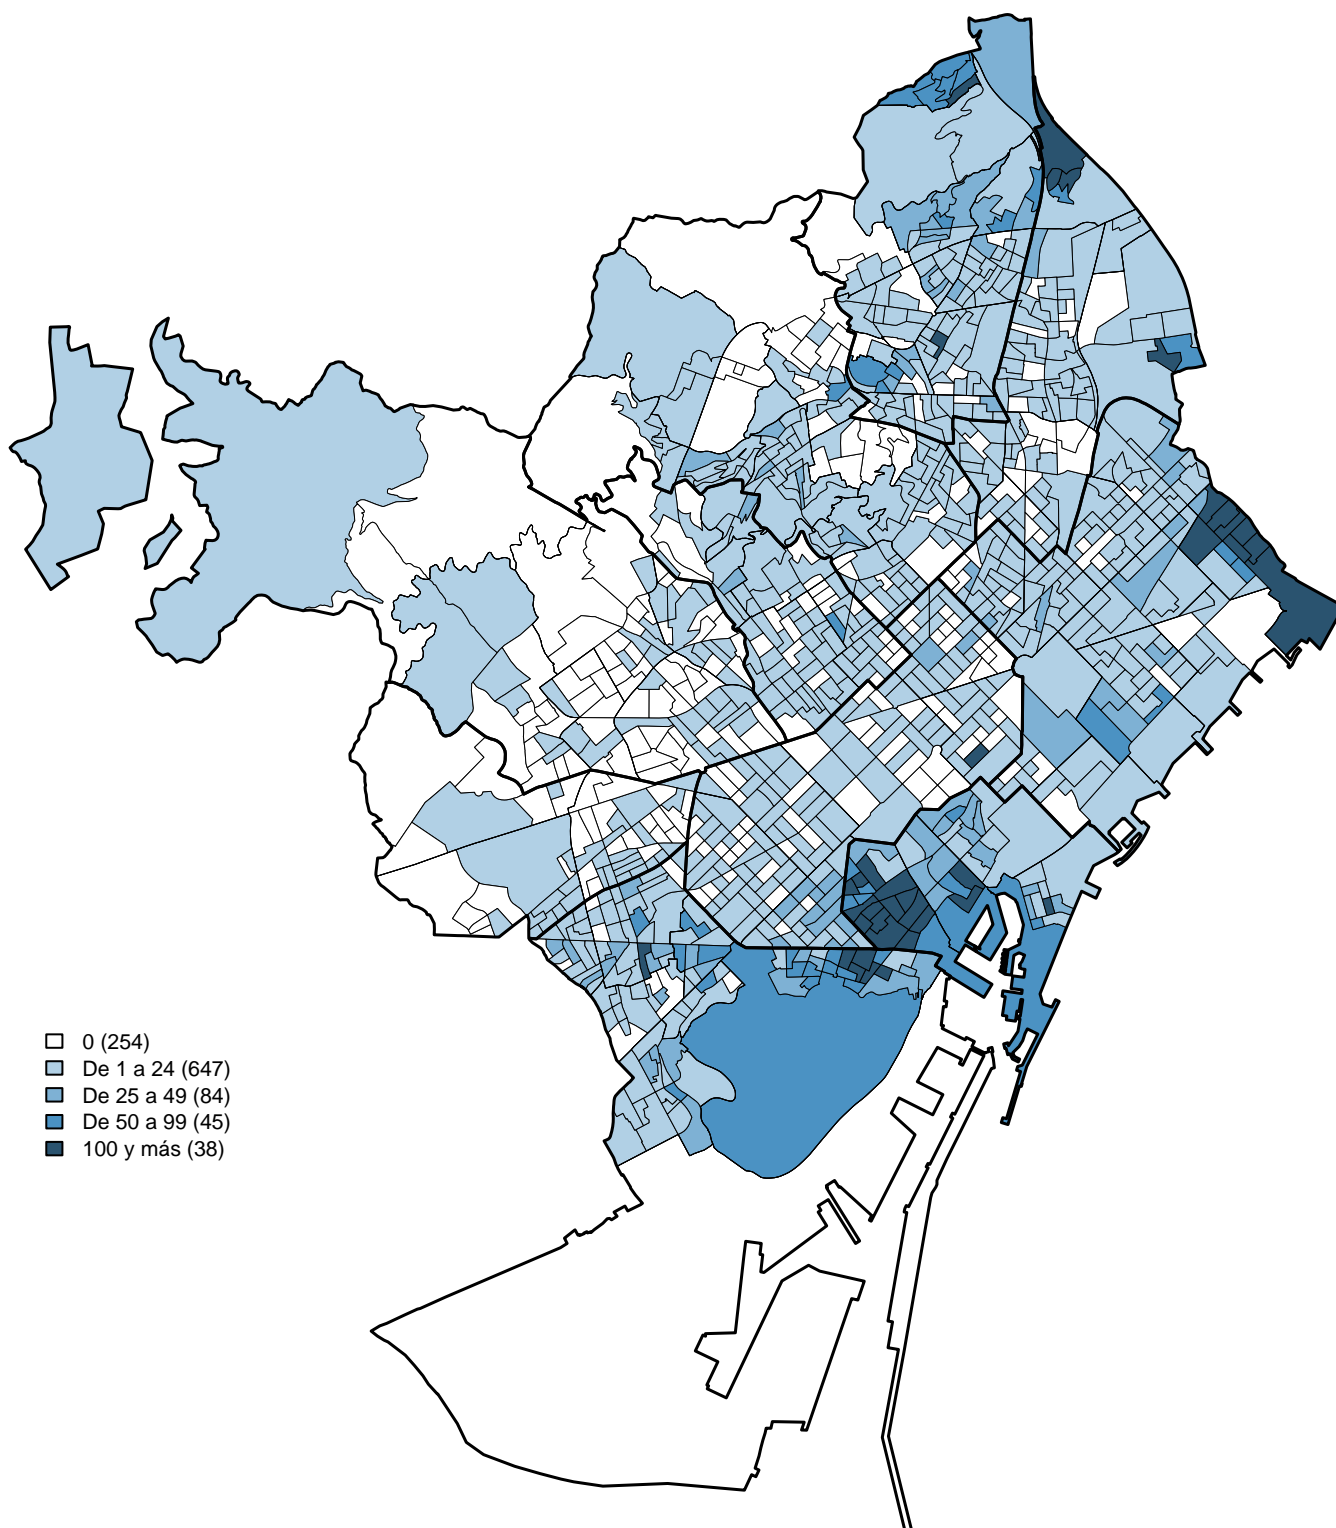 0 (254)
De 1 a 24 (647)
De 25 a 49 (84)
De 50 a 99 (45)
100 y más (38)